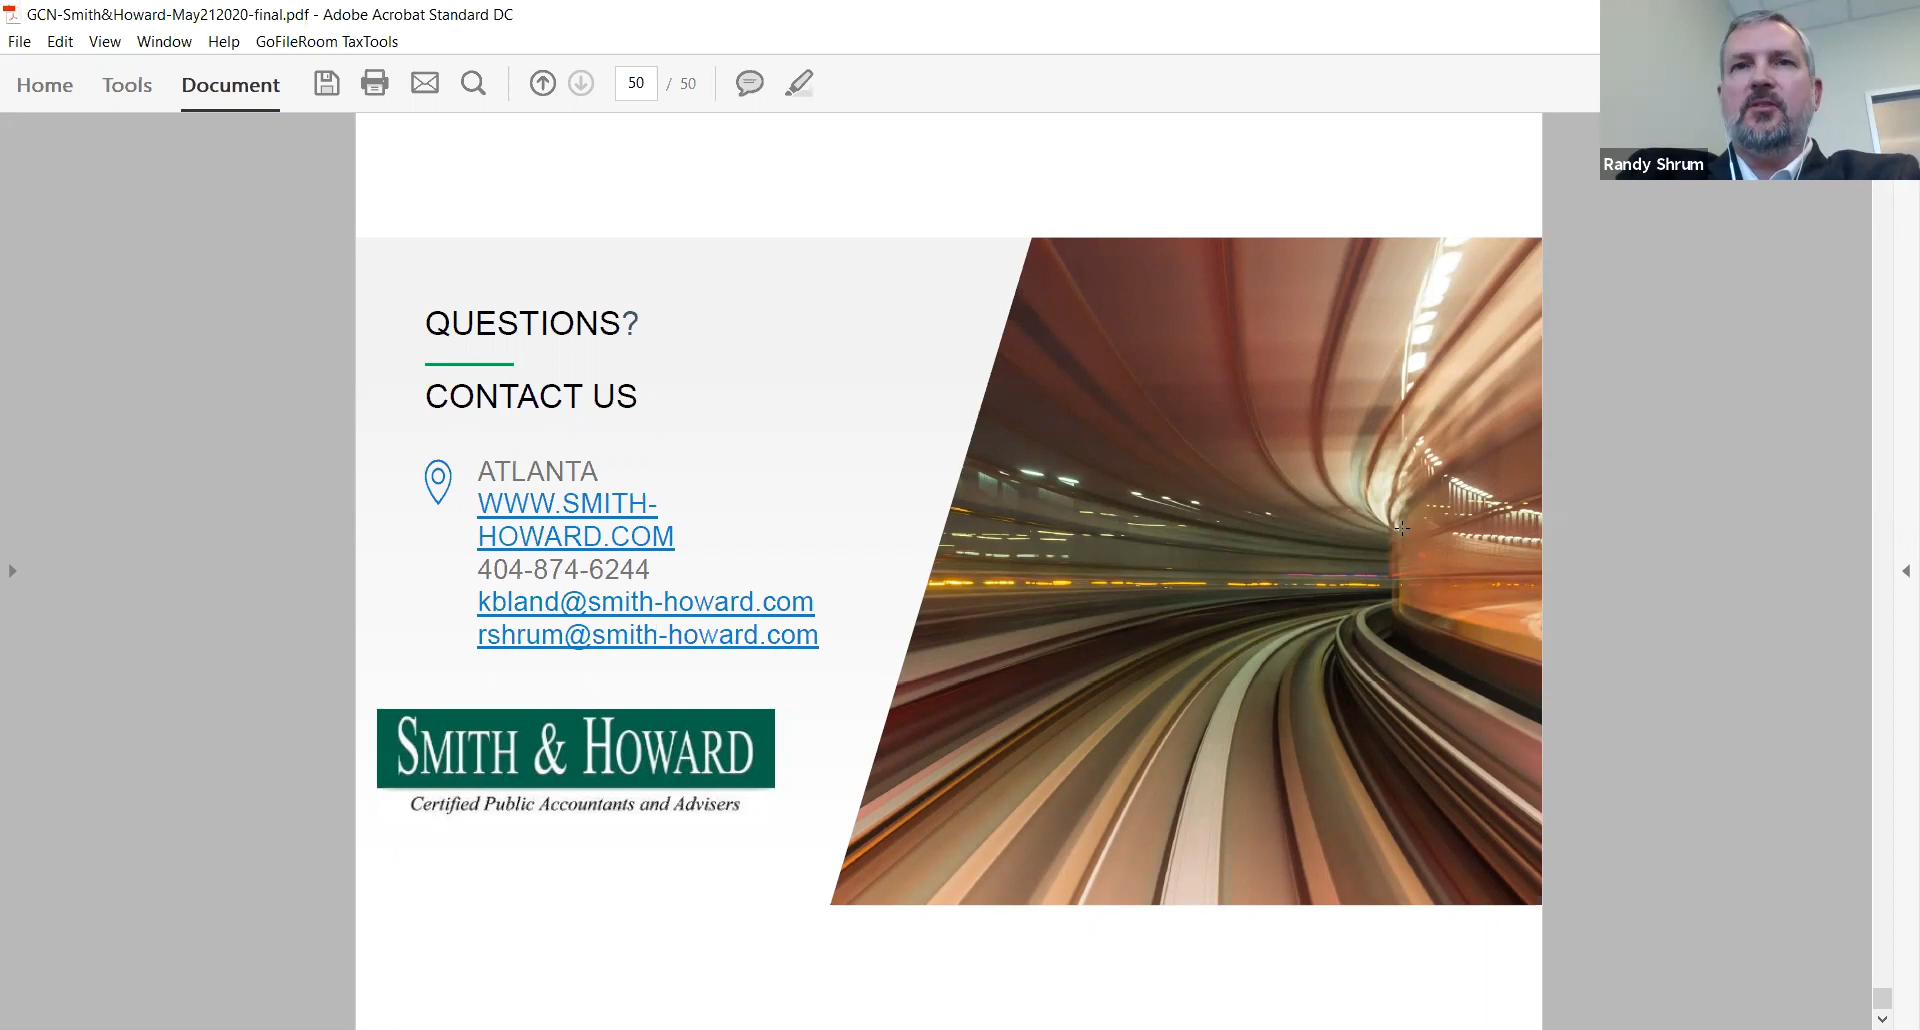 GCN-Smith&Howard-May212020-final.pdf - Adobe Acrobat Standard DC
File Edit View Window Help GoFileRoom TaxTools
Home Tools Document 50 / 50
Randy Shrum
QUESTIONS?
CONTACT US
ATLANTA
WWW.SMITH-
HOWARD.COM
404-874-6244
kbland@smith-howard.com
rshrum@smith-howard.com
SMITH & HOWARD
Certified Public Accountants and Advisers